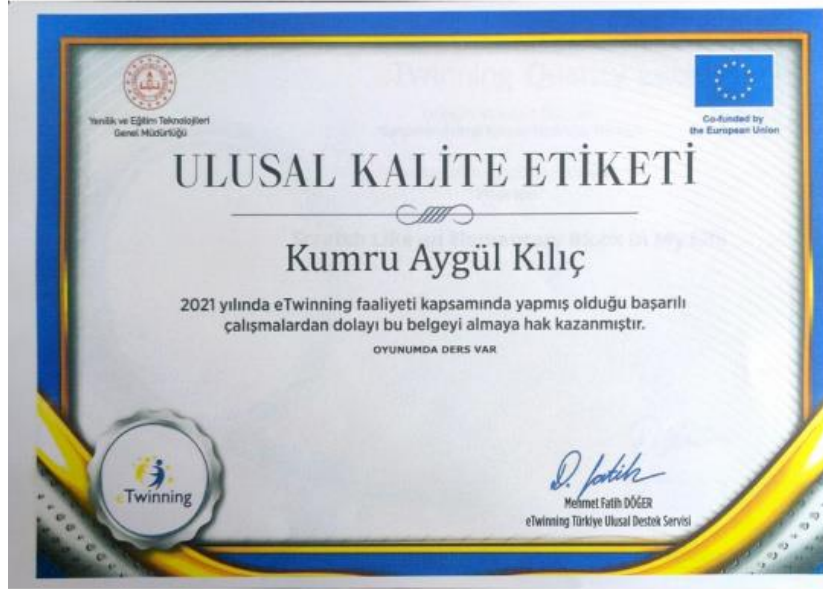 Yenilik ve Eğitim Teknolojileri
Genel Müdürlüğü
Co-funded by
the European Union
ULUSAL KALİTE ETİKETİ
Kumru Aygül Kılıç
2021 yılında eTwinning faaliyeti kapsamında yapmış olduğu başarılı
çalışmalardan dolayı bu belgeyi almaya hak kazanmıştır.
OYUNUMDA DERS VAR
eTwinning
D. fatih
Mehmet Fatih DÖĞER
eTwinning Türkiye Ulusal Destek Servisi